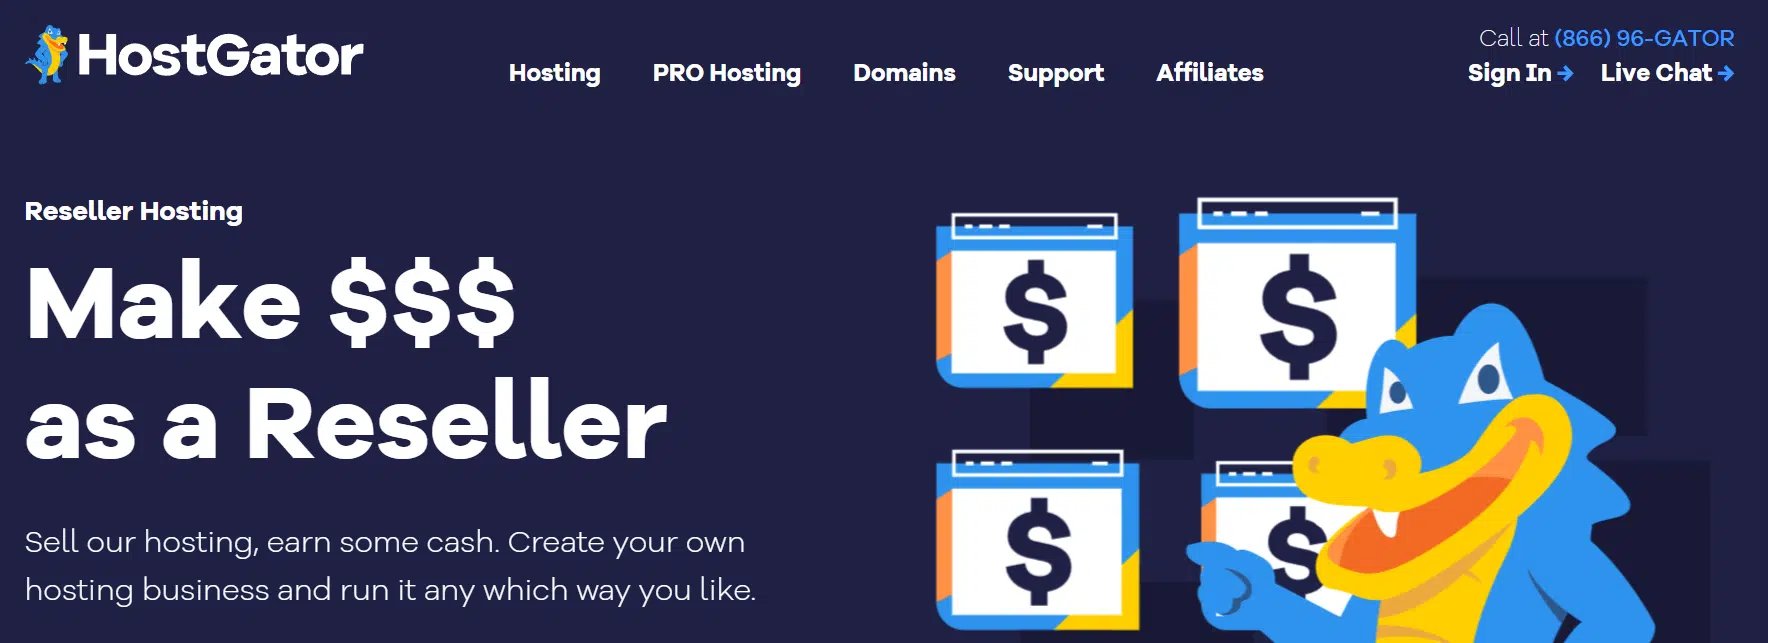 HostGator
Hosting PRO Hosting Domains Support Affiliates
Call at (866) 96-GATOR
Sign In → Live Chat →
Reseller Hosting
Make $$$
as a Reseller
Sell our hosting, earn some cash. Create your own
hosting business and run it any which way you like.
$
$
$
$